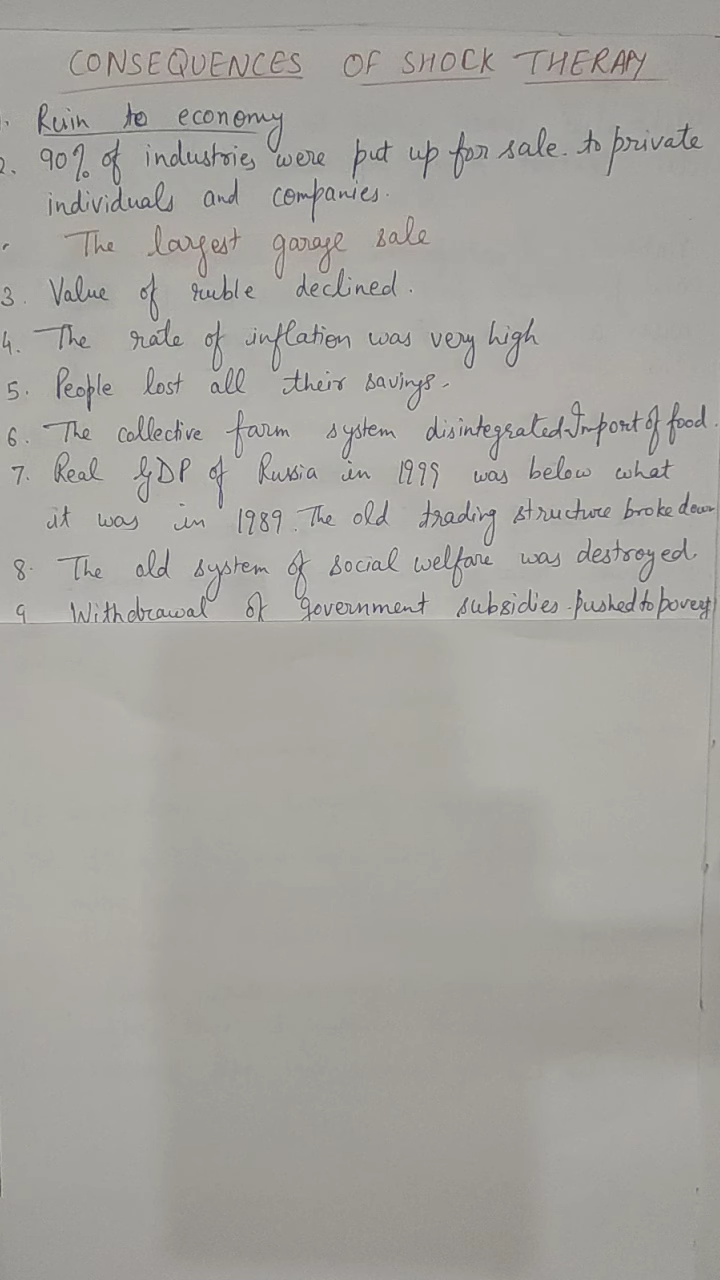 CONSEQUENCES OF SHOCK THERAPY
1. Ruin to economy
2. 90% of industries were put up for sale. to private
individuals and companies.
The largest garage sale
3. Value of ruble declined.
4. The rate of inflation was very high
5. People lost all their savings.
6. The collective farm system disintegrated. Import of food.
7. Real GDP of Russia in 1999 was below what
it was in 1989. The old trading structure broke down
8. The old system of social welfare was destroyed.
9 Withdrawal of government subsidies. pushed to povery